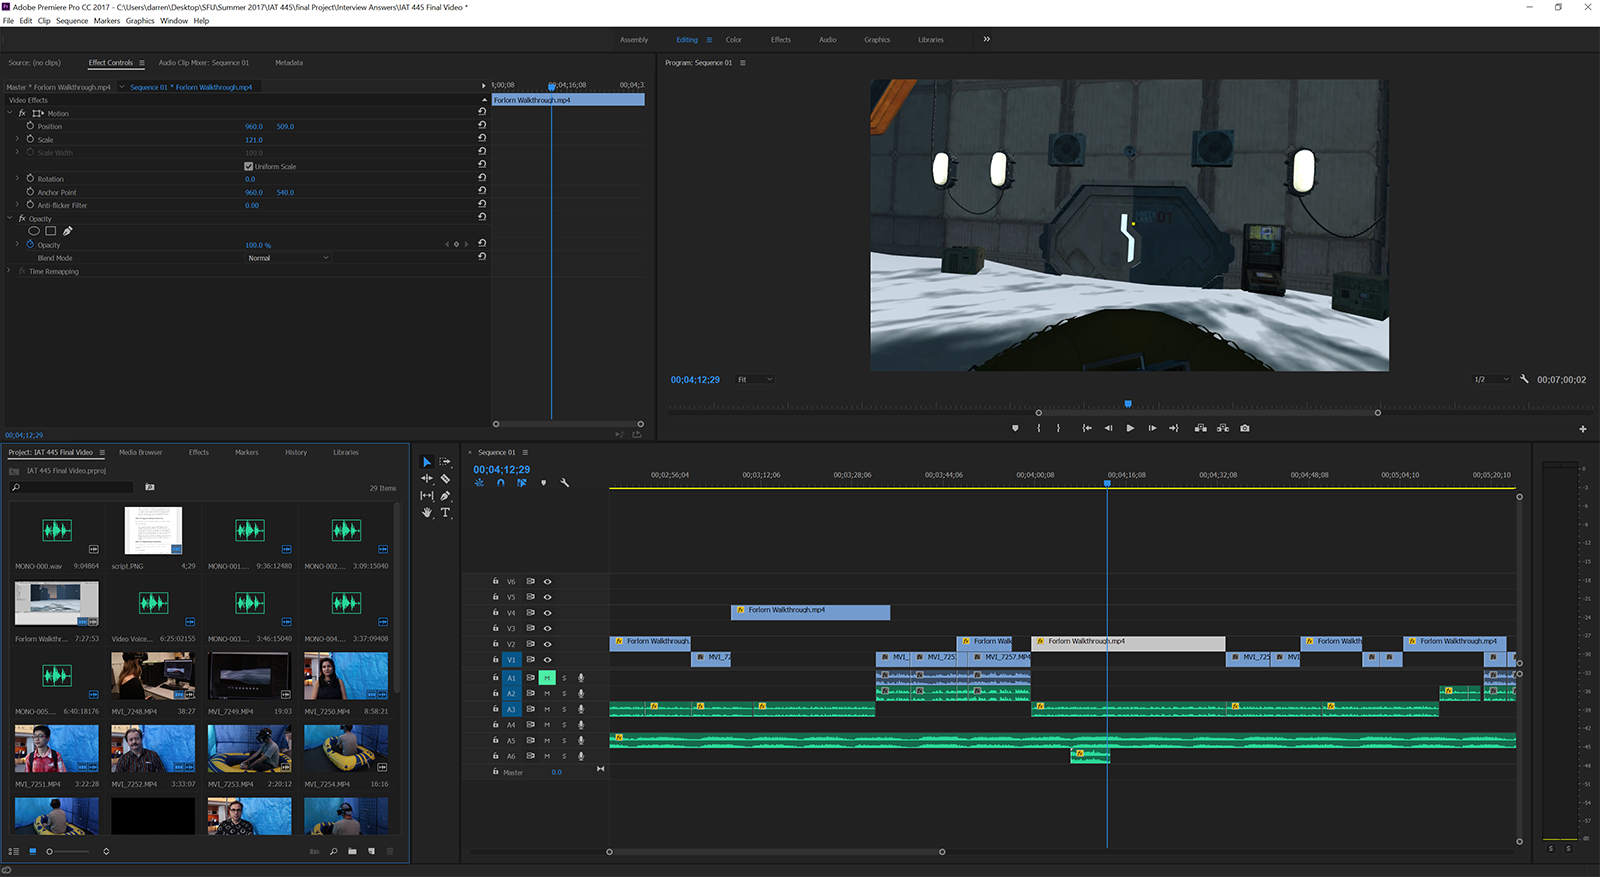 Adobe Premiere Pro CC 2017 - C:\Users\darren\Desktop\SFU\Summer 2017\IAT 445\final Project\Interview Answers\IAT 445 Final Video *
File Edit Clip Sequence Markers Graphics Window Help
Assembly Editing Color Effects Audio Graphics Libraries
Source: (no clips) Effect Controls Audio Clip Mixer: Sequence 01 Metadata
Program: Sequence 01
Master * Forlorn Walkthrough.mp4 Sequence 01 * Forlorn Walkthrough.mp4
00;04;16;08 00;04;3
Video Effects
Forlorn Walkthrough.mp4
fx Motion
Position 960.0 509.0
Scale 121.0
Scale Width 100.0
Uniform Scale
Rotation 0.0
Anchor Point 960.0 540.0
Anti-flicker Filter 0.00
fx Opacity
Opacity 100.0 %
Blend Mode Normal
fx Time Remapping
01
00;04;12;29 Fit 1/2 00;07;00;02
00;04;12;29
Project: IAT 445 Final Video Media Browser Effects Markers History Libraries
IAT 445 Final Video.prproj
29 Items
MONO-000.wav 9:04864
script.PNG 4;29
MONO-001.... 9:36:12480
MONO-002.... 3:09:15040
Forlorn Walkthr... 7:27:53
Video Voice... 6:25:02155
MONO-003.... 3:46:15040
MONO-004.... 3:37:09408
MONO-005.... 6:40:18176
MVI_7248.MP4 38:27
MVI_7249.MP4 19:03
MVI_7250.MP4 8:58:21
MVI_7251.MP4 3:22:28
MVI_7252.MP4 3:33:07
MVI_7253.MP4 2:20:12
MVI_7254.MP4 16:16
× Sequence 01
00;04;12;29
00;02;56;04 00;03;12;06 00;03;28;06 00;03;44;06 00;04;00;08 00;04;16;08 00;04;32;08 00;04;48;08 00;05;04;10 00;05;20;10
V6
V5
V4 fx Forlorn Walkthrough.mp4
V3
V2 fx Forlorn Walkthrough. fx Forlorn Walk fx Forlorn Walkthrough.mp4 fx Forlorn Walkth fx Forlorn Walkthrough.mp4
V1 MVI_72 MVI_ MVI_725 MVI_7257.MP4 MVI_725 MVI
A1 M S
A2 M S
A3 M S
A4 M S
A5 M S
A6 M S
Master 0.0
0
-3
-6
-9
-12
-15
-18
-21
-24
-27
-30
-33
-36
-39
-42
-45
-48
-51
-54
-57
dB
S S